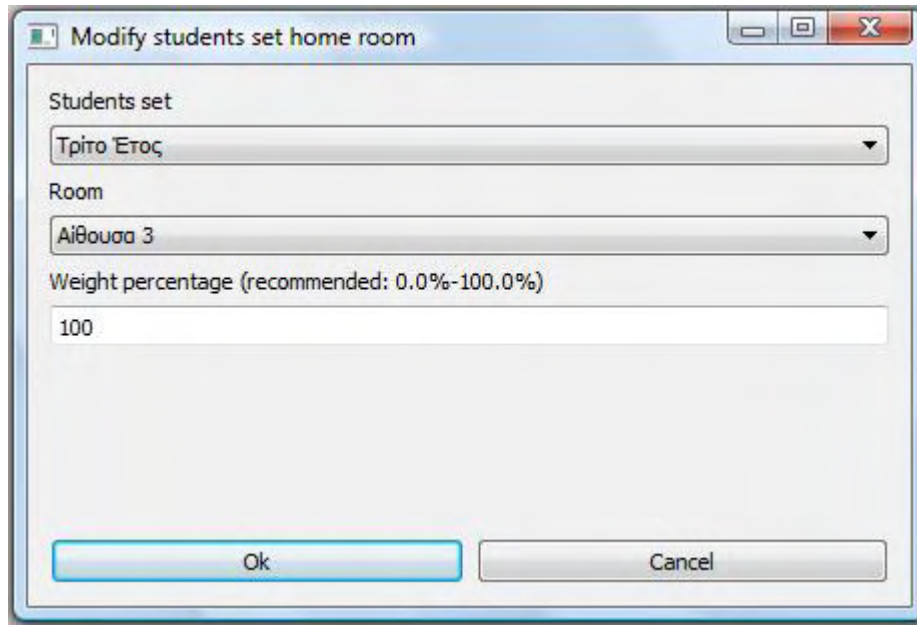 Modify students set home room
Students set
Τρίτο Έτος
Room
Αίθουσα 3
Weight percentage (recommended: 0.0%-100.0%)
100
Ok
Cancel